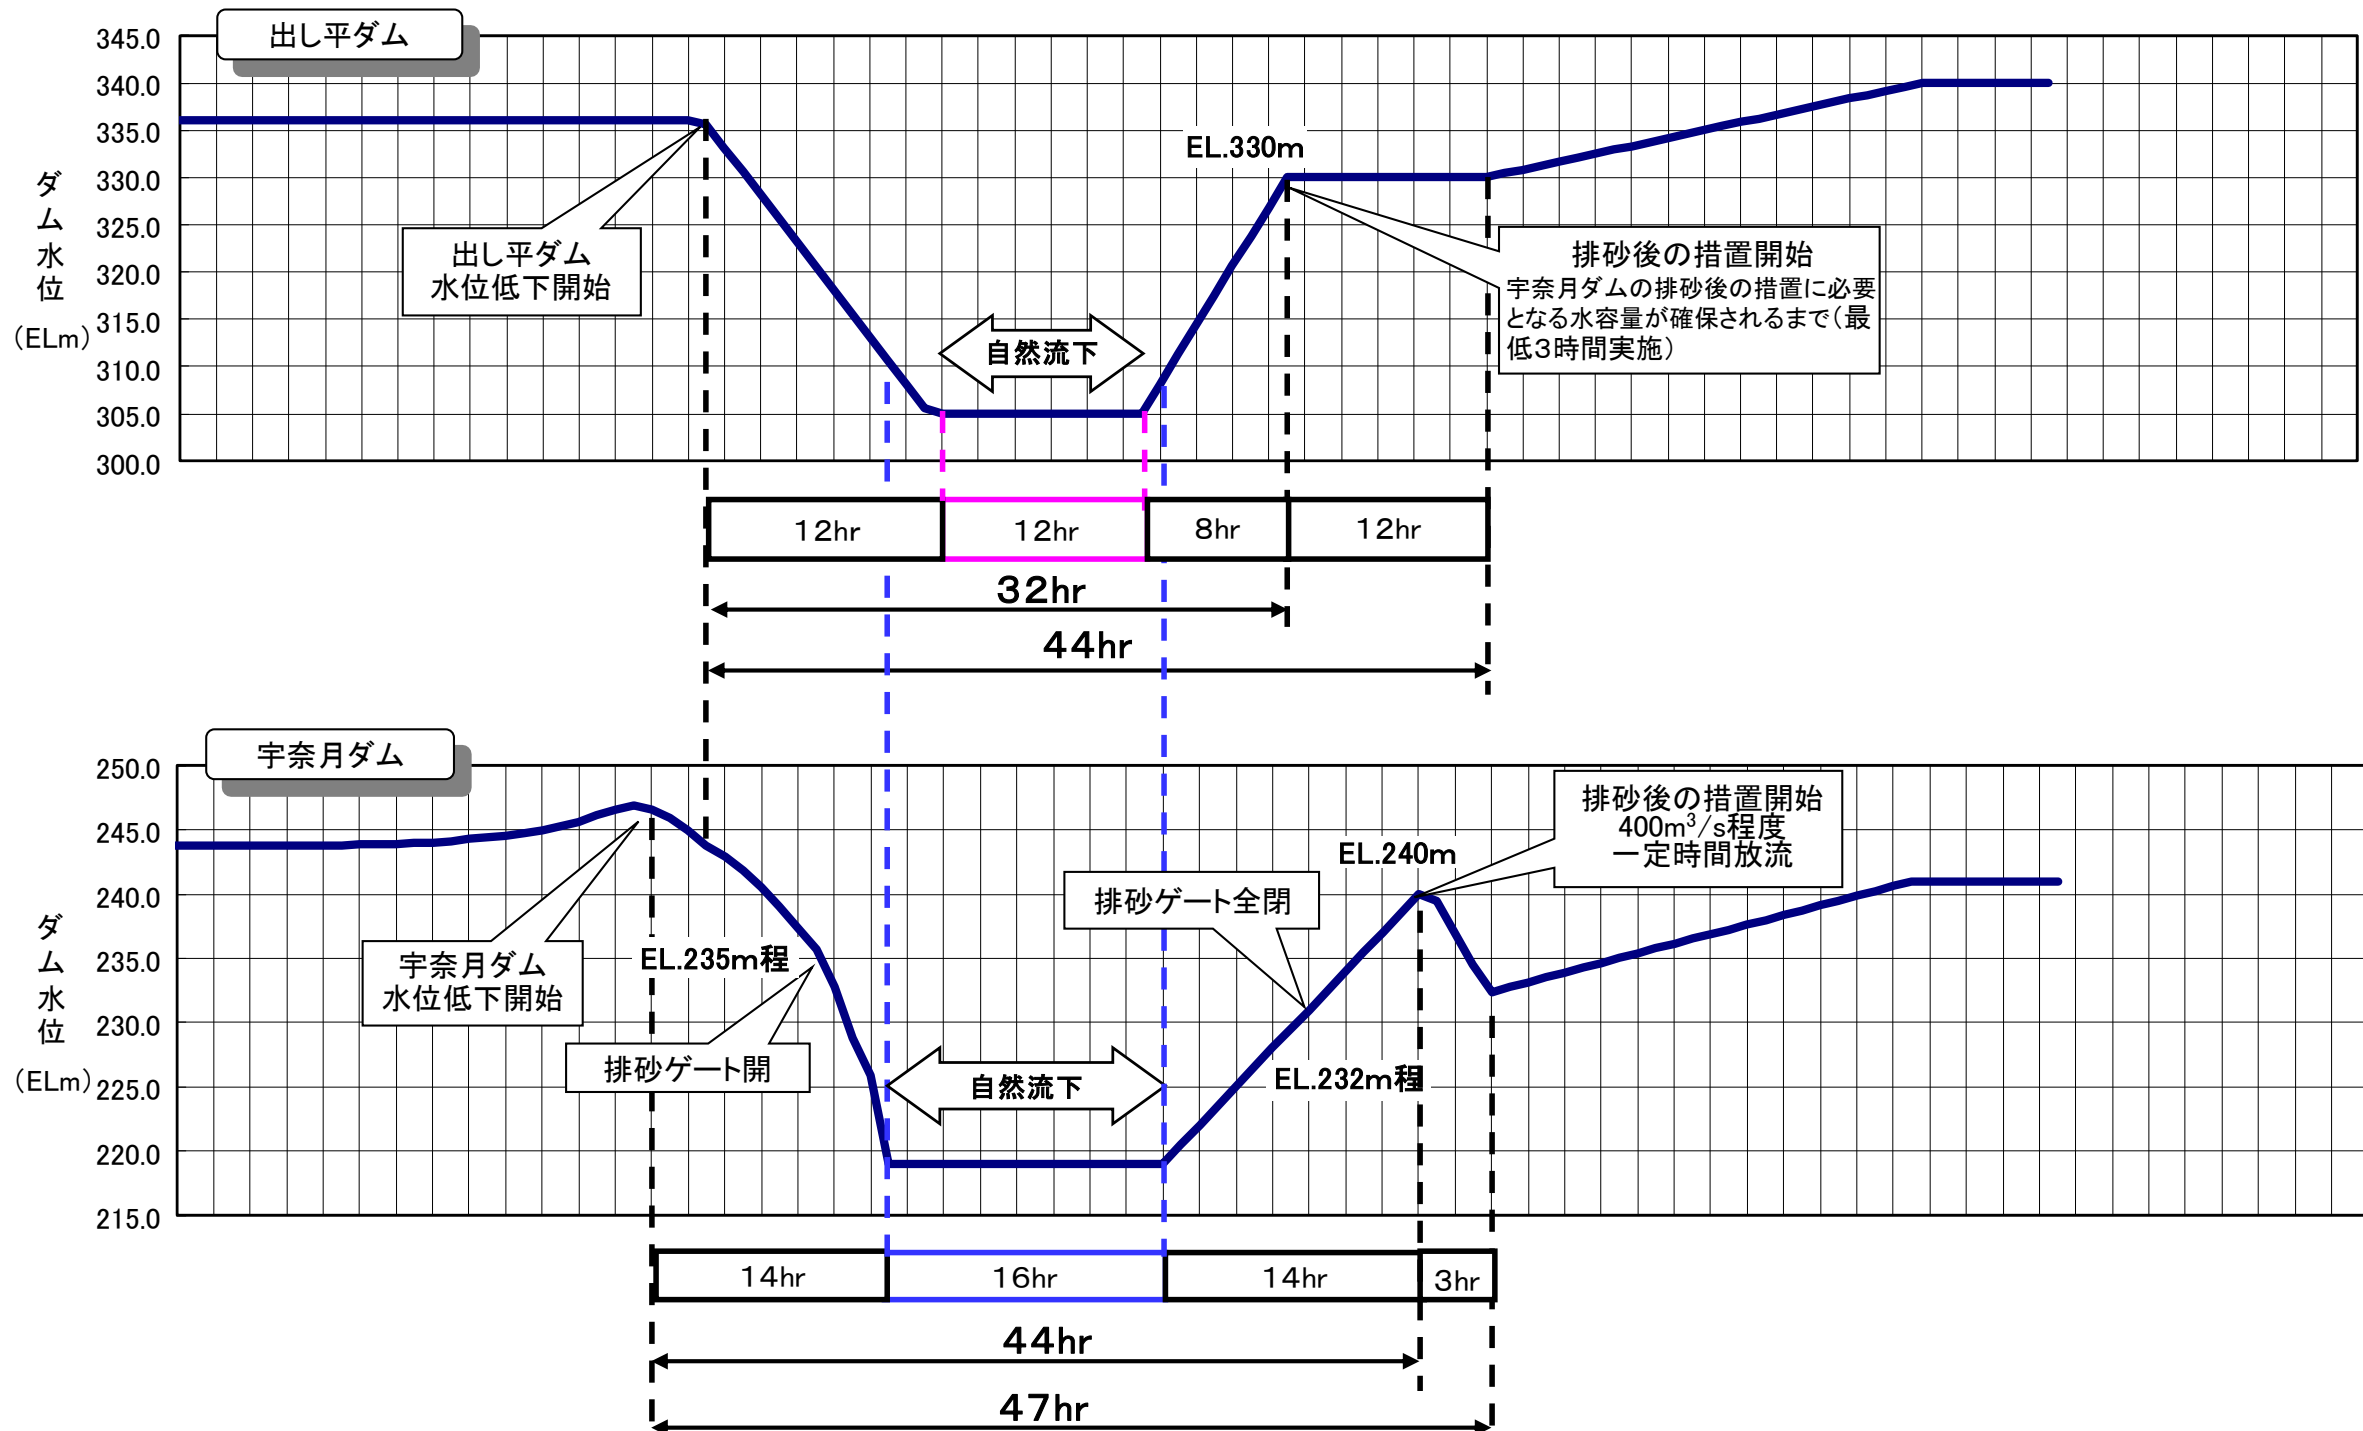 出し平ダム
345.0
340.0
335.0
330.0
325.0
320.0
315.0
310.0
305.0
300.0
ダム水位
（ELm）
出し平ダム
水位低下開始
自然流下
EL.330m
排砂後の措置開始
宇奈月ダムの排砂後の措置に必要
となる水容量が確保されるまで（最
低3時間実施）
12hr
12hr
8hr
12hr
32hr
44hr
宇奈月ダム
250.0
245.0
240.0
235.0
230.0
225.0
220.0
215.0
ダム水位
（ELm）
宇奈月ダム
水位低下開始
EL.235m程
排砂ゲート開
自然流下
排砂ゲート全閉
EL.232m程
EL.240m
排砂後の措置開始
400m³/s程度
一定時間放流
14hr
16hr
14hr
3hr
44hr
47hr